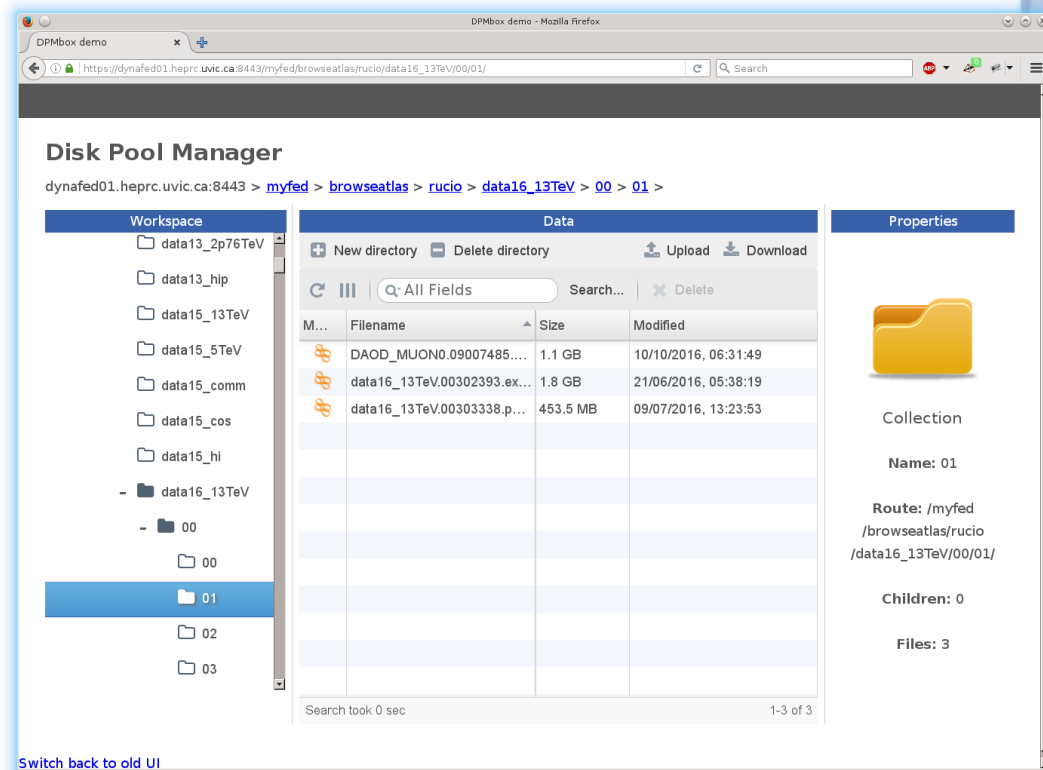 DPMbox demo - Mozilla Firefox
DPMbox demo
https://dynafed01.heprc.uvic.ca:8443/myfed/browseatlas/rucio/data16_13TeV/00/01/
Search
ABP
0
Disk Pool Manager
dynafed01.heprc.uvic.ca:8443 > myfed > browseatlas > rucio > data16_13TeV > 00 > 01 >
Workspace
data13_2p76TeV
data13_hip
data15_13TeV
data15_5TeV
data15_comm
data15_cos
data15_hi
data16_13TeV
00
00
01
02
03
Data
New directory Delete directory Upload Download
All Fields Search... Delete
M... Filename Size Modified
DAOD_MUON0.09007485.... 1.1 GB 10/10/2016, 06:31:49
data16_13TeV.00302393.ex... 1.8 GB 21/06/2016, 05:38:19
data16_13TeV.00303338.p... 453.5 MB 09/07/2016, 13:23:53
Search took 0 sec 1-3 of 3
Properties
Collection
Name: 01
Route: /myfed
/browseatlas/rucio
/data16_13TeV/00/01/
Children: 0
Files: 3
Switch back to old UI